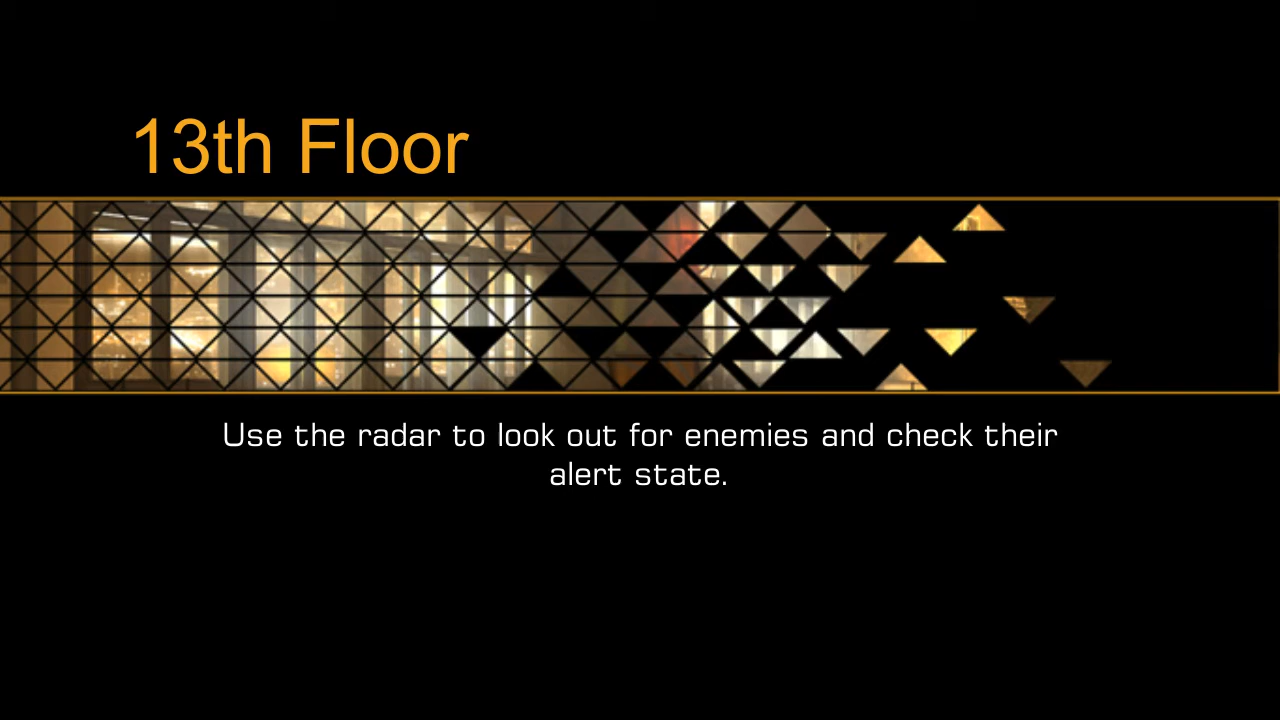 13th Floor
Use the radar to look out for enemies and check their
alert state.